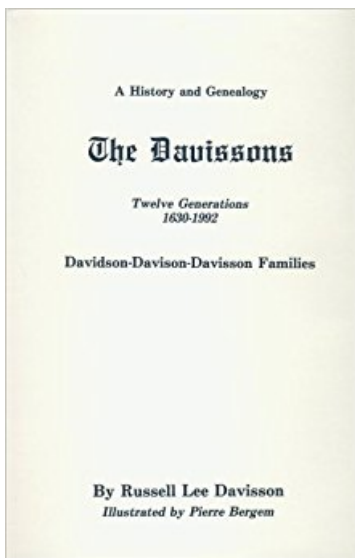 A History and Genealogy
The Davissons
Twelve Generations
1630-1992
Davidson-Davison-Davisson Families
By Russell Lee Davisson
Illustrated by Pierre Bergem